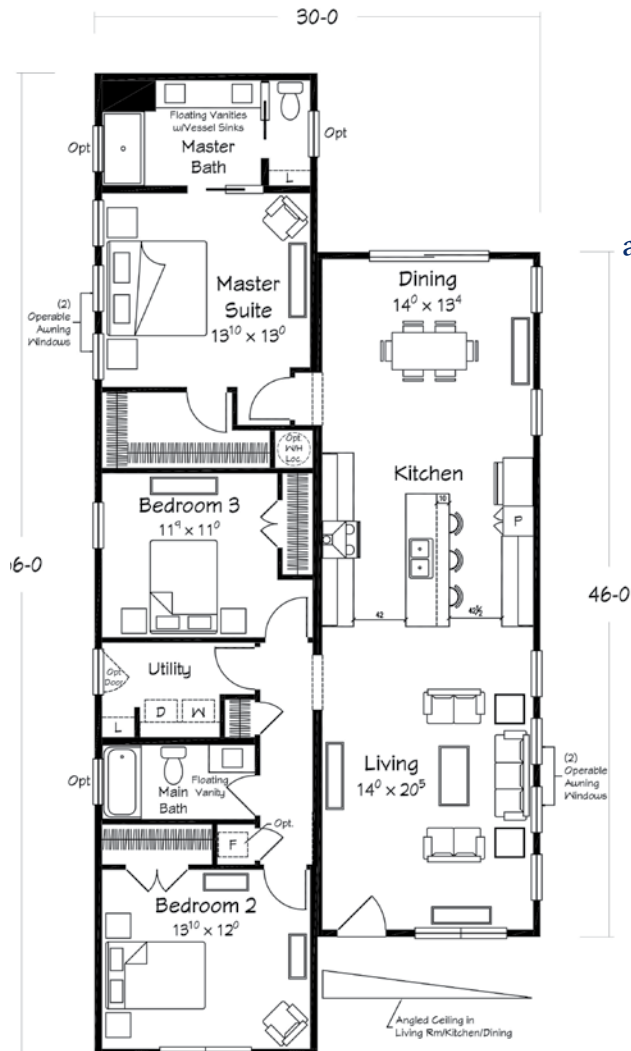 30-0
Floating Vanities
w/Vessel Sinks
Opt
Master
Bath
Opt
L
a
Master
Suite
13¹⁰ x 13⁰
(2)
Operable
Awning
Windows
Dining
14⁰ x 13⁴
Opt
W/H
Loc
Kitchen
Bedroom 3
11⁹ x 11⁰
10
P
6-0
46-0
42
42½
Utility
Opt
Door
L
D
W
Living
14⁰ x 20⁵
(2)
Operable
Awning
Windows
Opt
Main
Bath
Floating
Vanity
Opt.
F
Bedroom 2
13¹⁰ x 12⁰
Angled Ceiling in
Living Rm/Kitchen/Dining